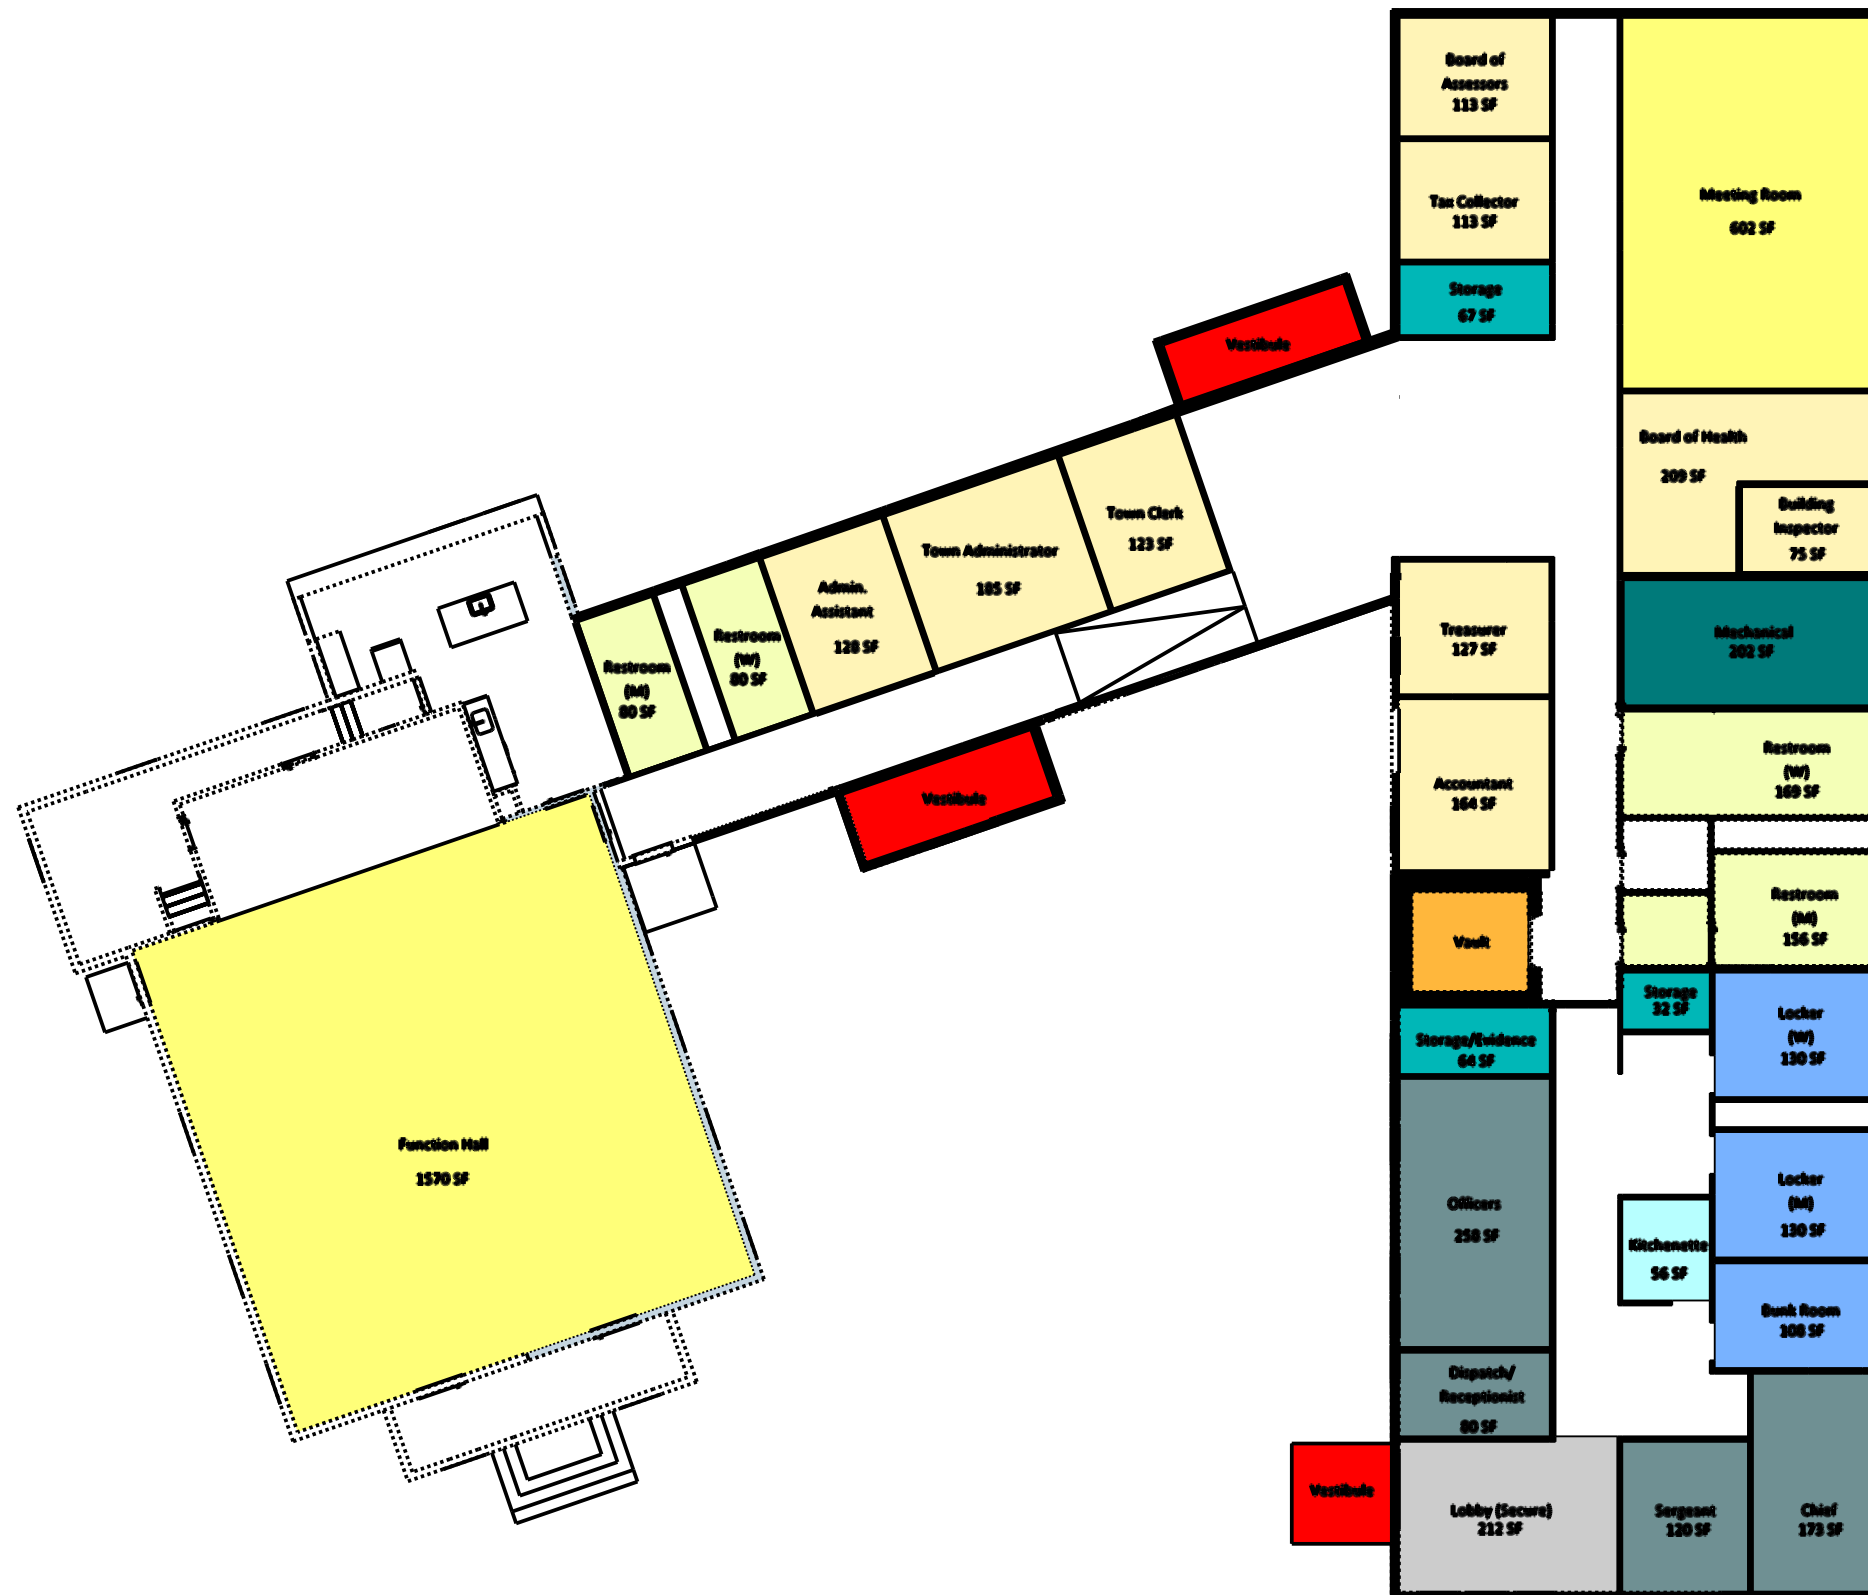 Board of
Assessors
113 SF
Tax Collector
113 SF
Storage
67 SF
Meeting Room
602 SF
Vestibule
Board of Health
209 SF
Building
Inspector
75 SF
Town Clerk
123 SF
Town Administrator
185 SF
Admin.
Assistant
128 SF
Restroom
(W)
80 SF
Restroom
(M)
80 SF
Treasurer
127 SF
Mechanical
202 SF
Accountant
164 SF
Restroom
(W)
169 SF
Vestibule
Restroom
(M)
156 SF
Vault
Storage
32 SF
Locker
(W)
130 SF
Storage/Evidence
64 SF
Function Hall
1570 SF
Officers
258 SF
Locker
(M)
130 SF
Kitchenette
56 SF
Bunk Room
108 SF
Dispatch/
Receptionist
80 SF
Vestibule
Lobby (Secure)
212 SF
Sergeant
120 SF
Chief
173 SF